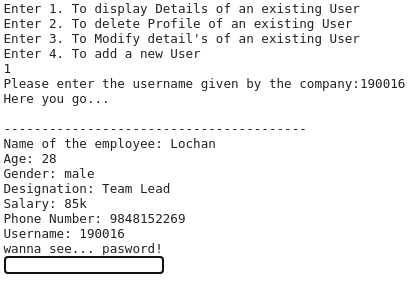 Enter 1. To display Details of an existing User
Enter 2. To delete Profile of an existing User
Enter 3. To Modify detail's of an existing User
Enter 4. To add a new User
1
Please enter the username given by the company:190016
Here you go...
----------------------------------------
Name of the employee: Lochan
Age: 28
Gender: male
Designation: Team Lead
Salary: 85k
Phone Number: 9848152269
Username: 190016
wanna see... pasword!